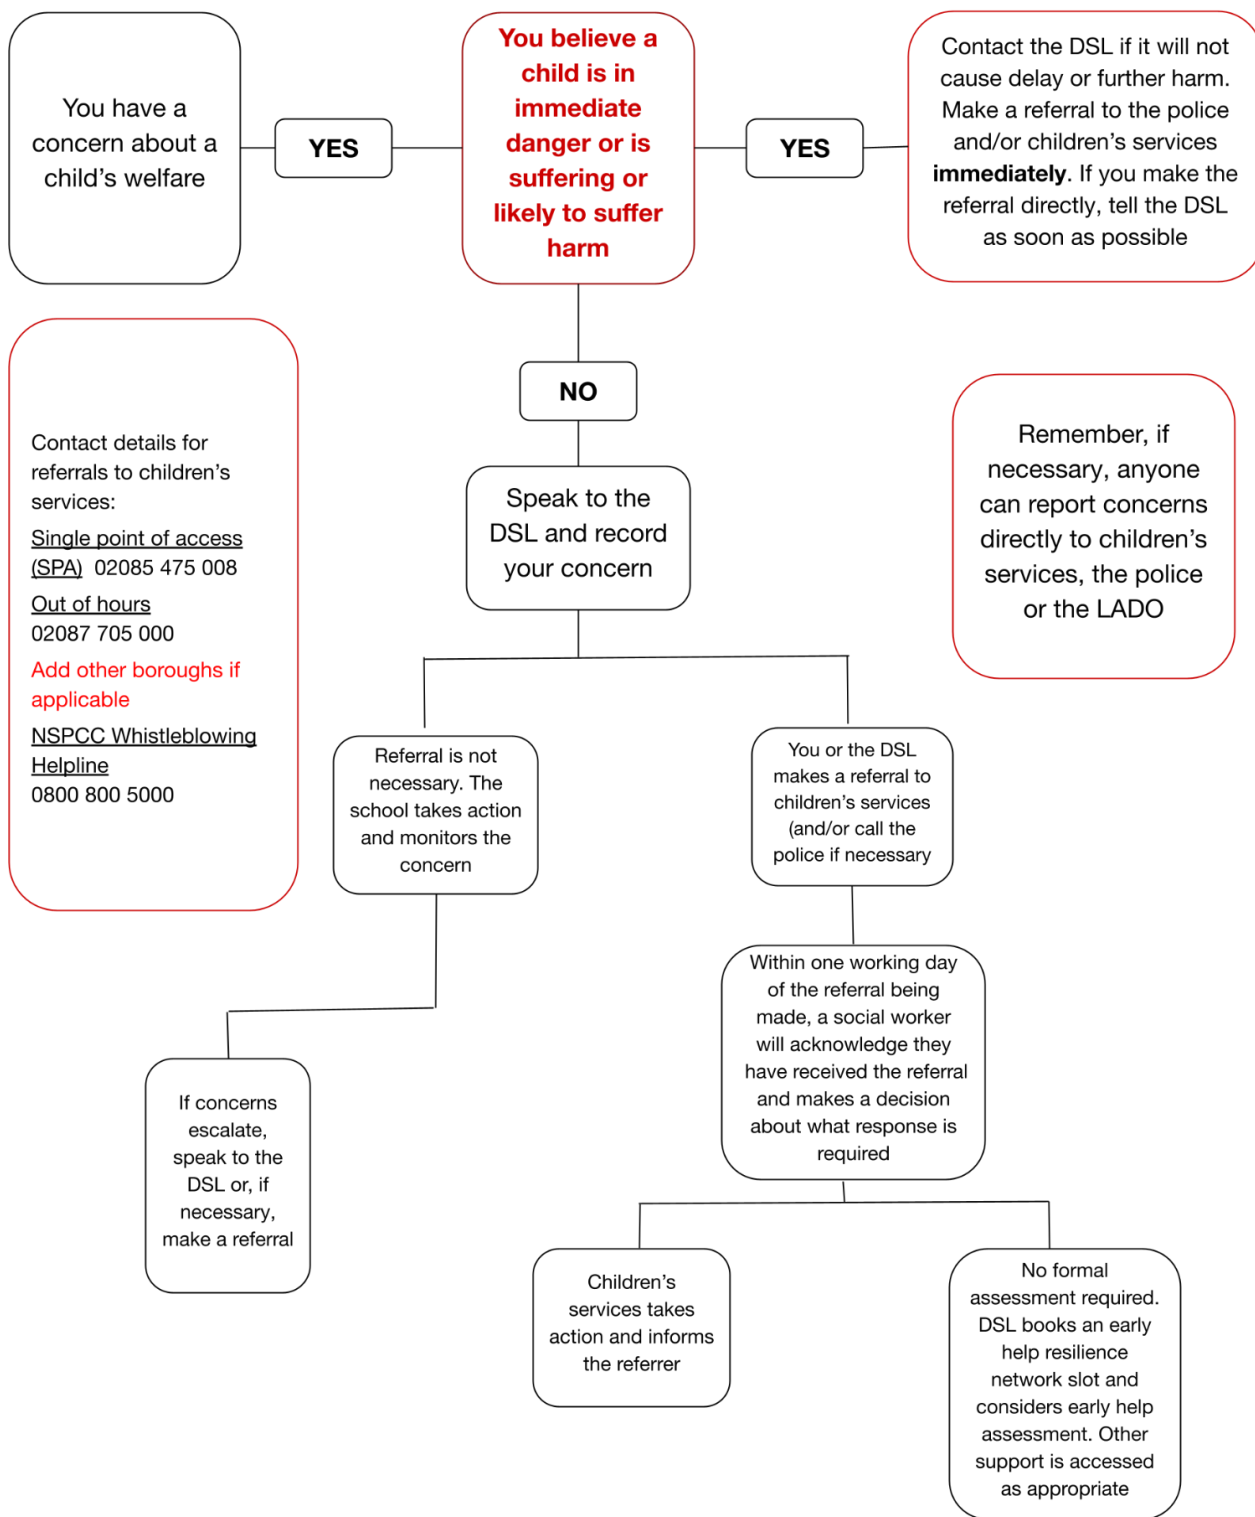 You have a
concern about a
child's welfare
YES
You believe a
child is in
immediate
danger or is
suffering or
likely to suffer
harm
YES
Contact the DSL if it will not
cause delay or further harm.
Make a referral to the police
and/or children's services
immediately. If you make the
referral directly, tell the DSL
as soon as possible
NO
Contact details for
referrals to children's
services:
Single point of access
(SPA) 02085 475 008
Out of hours
02087 705 000
Add other boroughs if
applicable
NSPCC Whistleblowing
Helpline
0800 800 5000
Speak to the
DSL and record
your concern
Remember, if
necessary, anyone
can report concerns
directly to children's
services, the police
or the LADO
Referral is not
necessary. The
school takes action
and monitors the
concern
You or the DSL
makes a referral to
children's services
(and/or call the
police if necessary
If concerns
escalate,
speak to the
DSL or, if
necessary,
make a referral
Within one working day
of the referral being
made, a social worker
will acknowledge they
have received the referral
and makes a decision
about what response is
required
Children's
services takes
action and informs
the referrer
No formal
assessment required.
DSL books an early
help resilience
network slot and
considers early help
assessment. Other
support is accessed
as appropriate